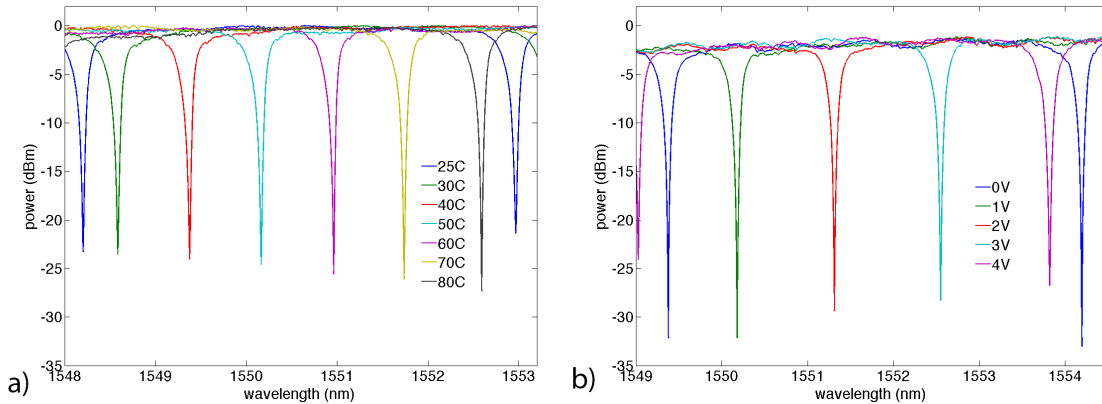 0
-5
-10
-15
-20
-25
-30
-35
power (dBm)
25C
30C
40C
50C
60C
70C
80C
1548 1549 1550 1551 1552 1553
wavelength (nm)
a)
0
-5
-10
-15
-20
-25
-30
-35
power (dBm)
0V
1V
2V
3V
4V
1549 1550 1551 1552 1553 1554
wavelength (nm)
b)